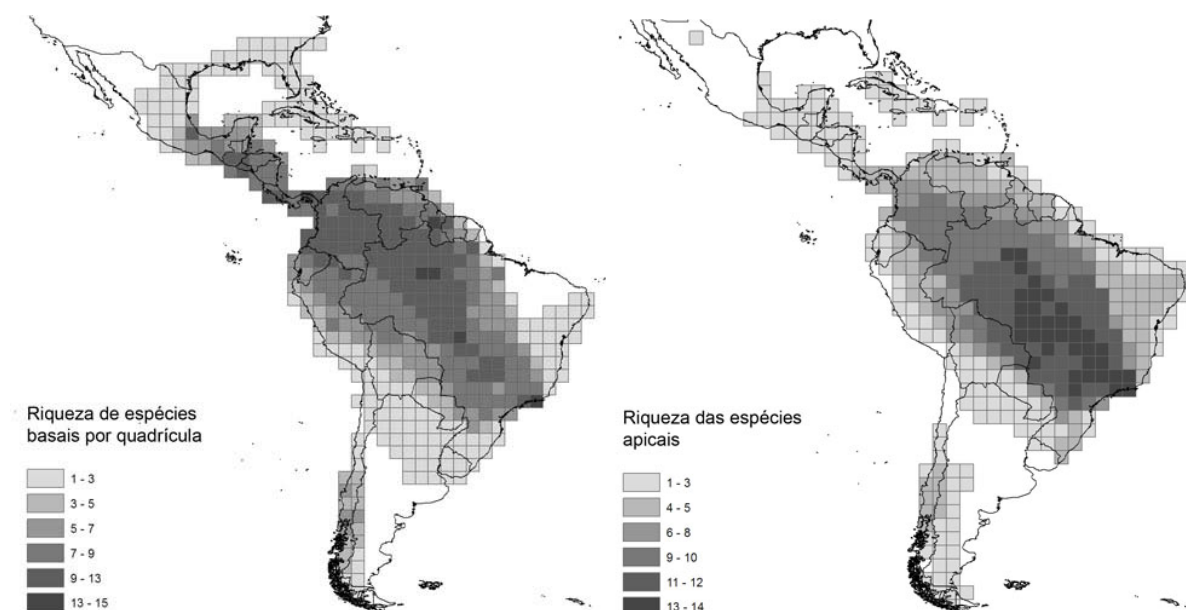 Riqueza de espécies
basais por quadrícula
1 - 3
3 - 5
5 - 7
7 - 9
9 - 13
13 - 15
Riqueza das espécies
apicais
1 - 3
4 - 5
6 - 8
9 - 10
11 - 12
13 - 14